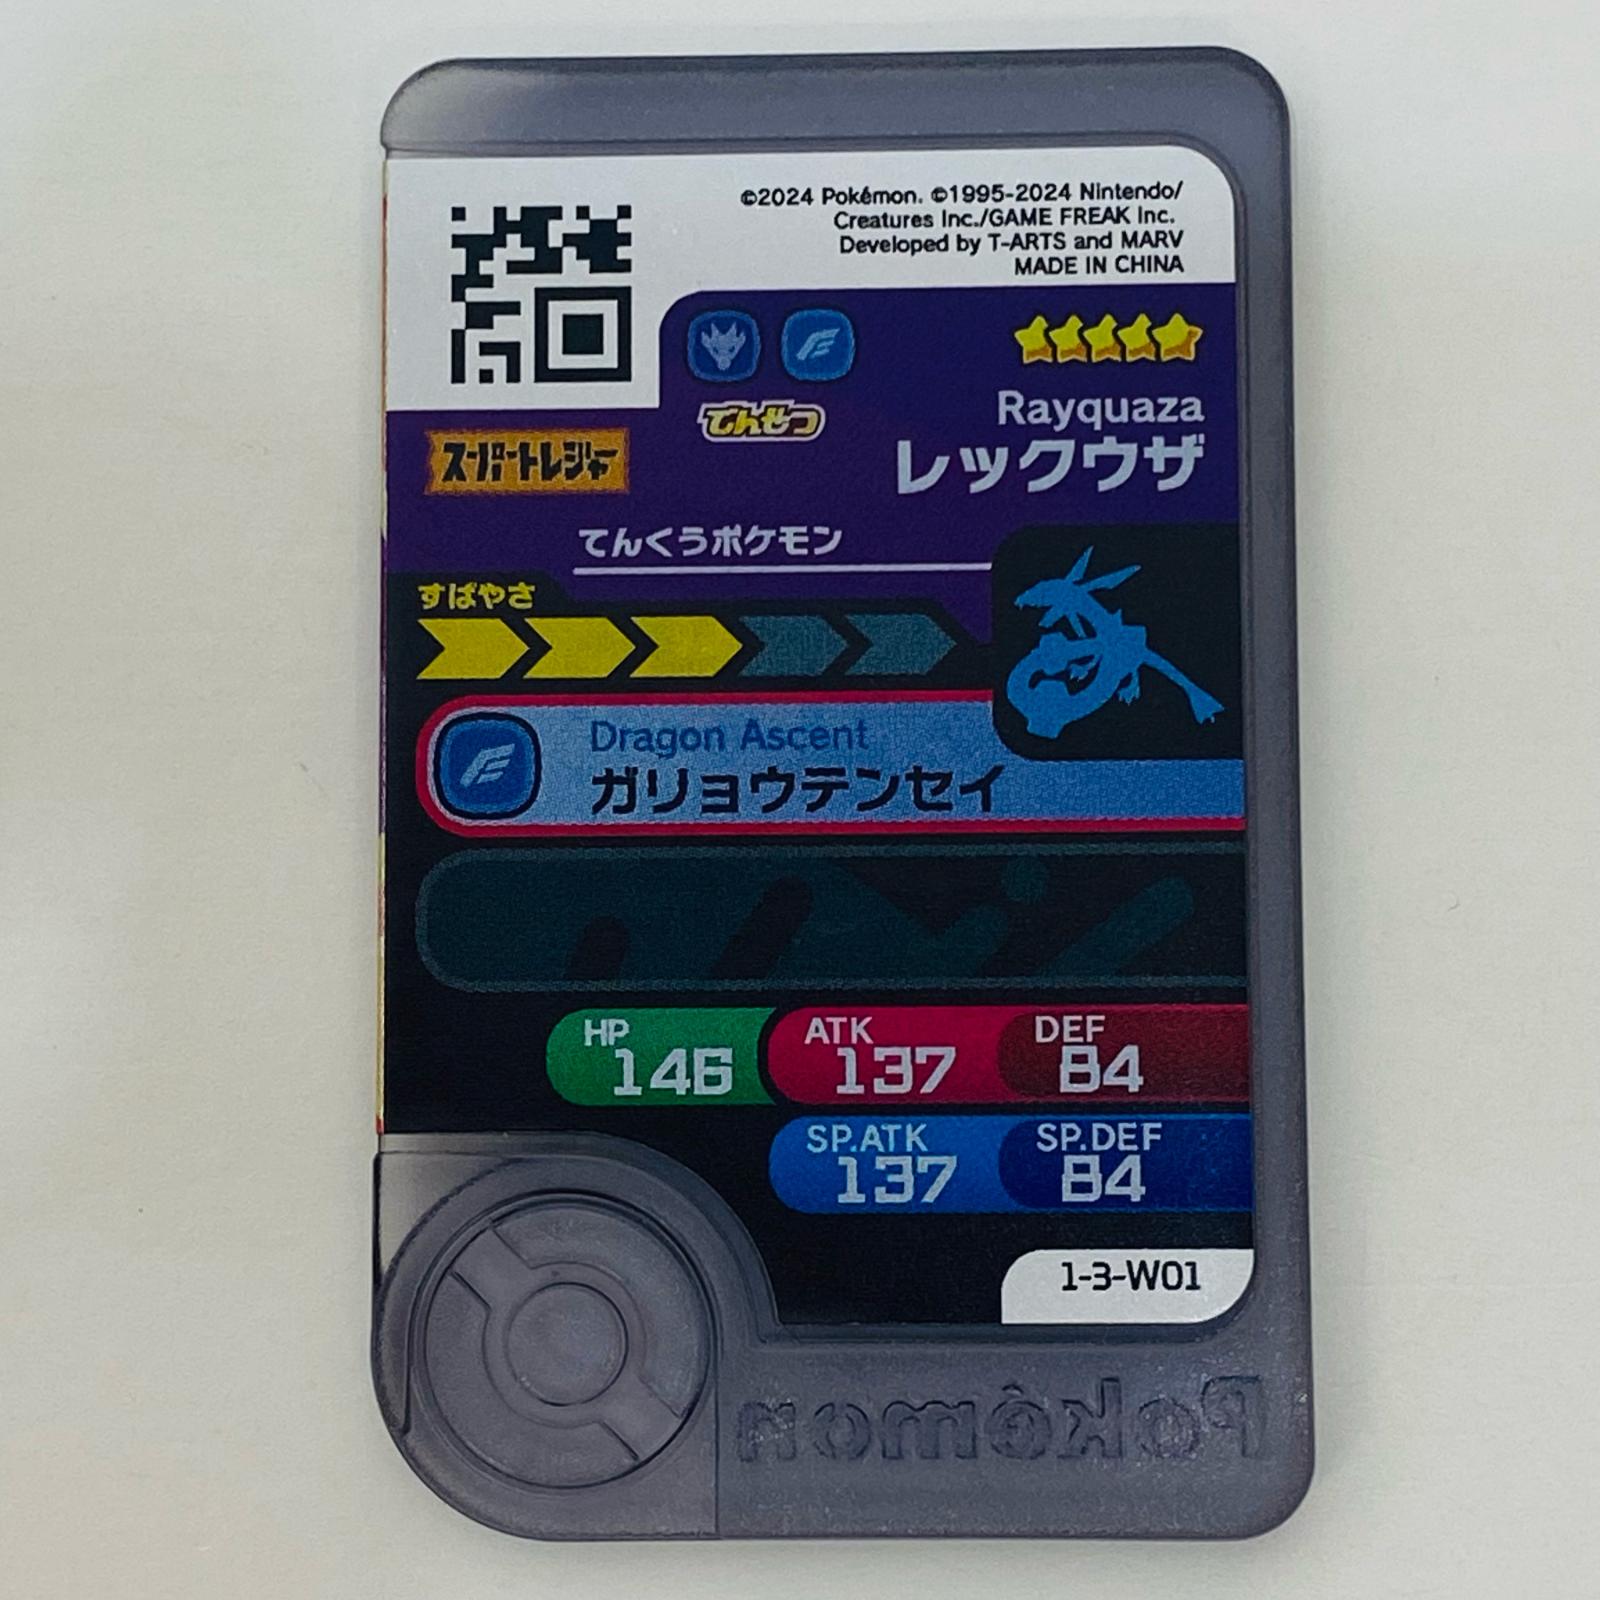 ©2024 Pokémon. ©1995-2024 Nintendo/
Creatures Inc./GAME FREAK inc.
Developed by T-ARTS and MARV
MADE IN CHINA
てんせつ
スーパートレジャー
Rayquaza
レックウザ
てんくうポケモン
すばやさ
Dragon Ascent
ガリョウテンセイ
HP
146
ATK
137
DEF
84
SP.ATK
137
SP.DEF
84
1-3-W01
Pokémon